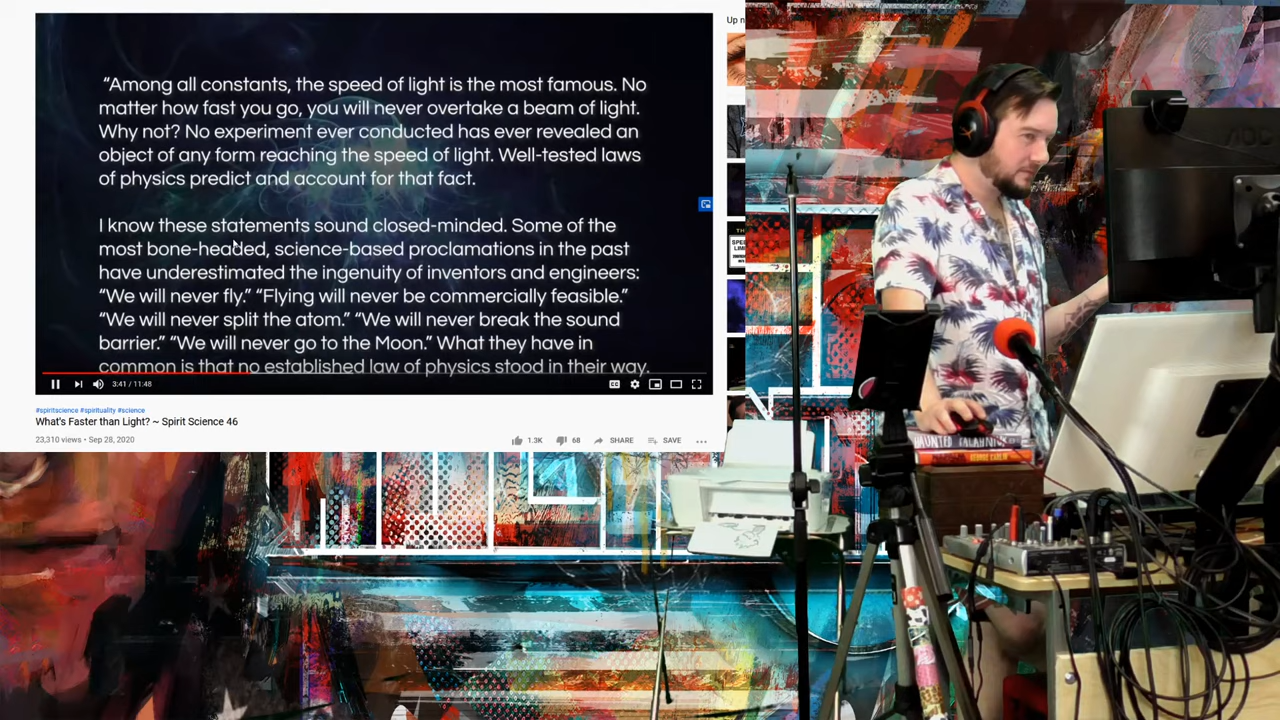 Up n
“Among all constants, the speed of light is the most famous. No
matter how fast you go, you will never overtake a beam of light.
Why not? No experiment ever conducted has ever revealed an
object of any form reaching the speed of light. Well-tested laws
of physics predict and account for that fact.
I know these statements sound closed-minded. Some of the
most bone-headed, science-based proclamations in the past
have underestimated the ingenuity of inventors and engineers:
“We will never fly.” “Flying will never be commercially feasible.”
“We will never split the atom.” “We will never break the sound
barrier.” “We will never go to the Moon.” What they have in
common is that no established law of physics stood in their way.
3:41 / 11:48
#spiritscience #spirituality #science
What's Faster than Light? ~ Spirit Science 46
23,310 views • Sep 28, 2020
1.3K
68
SHARE
SAVE
AOC
HAUNTED PALAHNIUK
GEORGE CARLIN